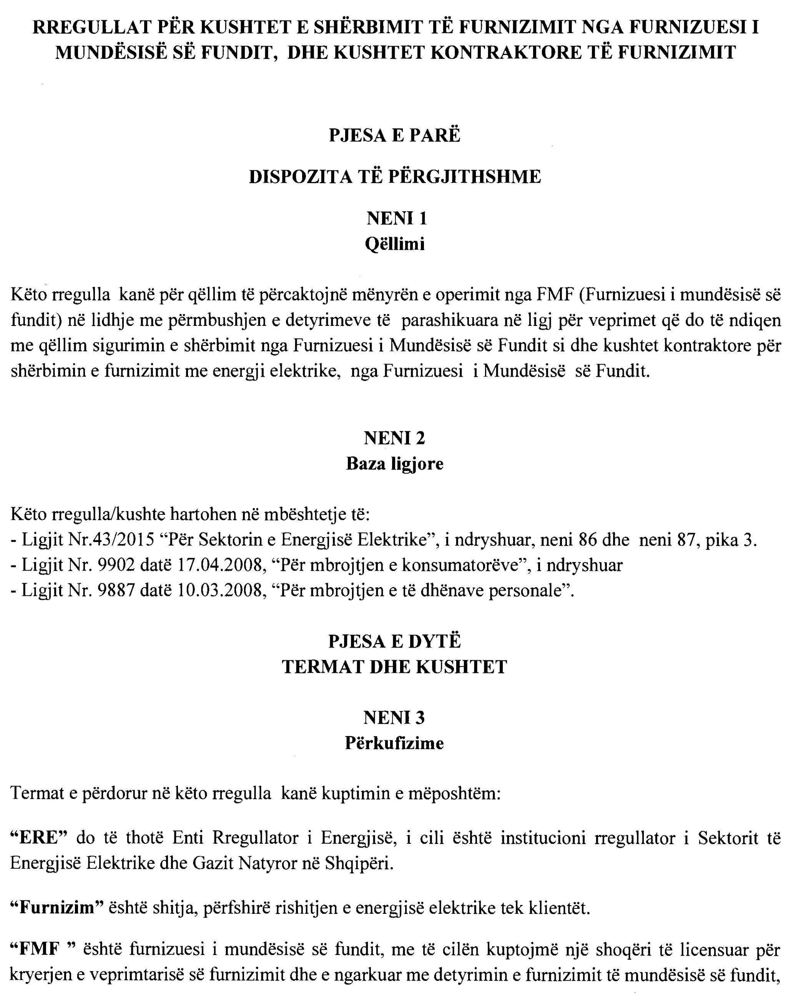 RREGULLAT PËR KUSHTET E SHËRBIMIT TË FURNIZIMIT NGA FURNIZUESI I
MUNDËSISË SË FUNDIT, DHE KUSHTET KONTRAKTORE TË FURNIZIMIT
PJESA E PARË
DISPOZITA TË PËRGJITHSHME
NENI 1
Qëllimi
Këto rregulla kanë për qëllim të përcaktojnë mënyrën e operimit nga FMF (Furnizuesi i mundësisë së
fundit) në lidhje me përmbushjen e detyrimeve të parashikuara në ligj për veprimet që do të ndiqen
me qëllim sigurimin e shërbimit nga Furnizuesi i Mundësisë së Fundit si dhe kushtet kontraktore për
shërbimin e furnizimit me energji elektrike, nga Furnizuesi i Mundësisë së Fundit.
NENI 2
Baza ligjore
Këto rregulla/kushte hartohen në mbështetje të:
- Ligjit Nr.43/2015 “Për Sektorin e Energjisë Elektrike”, i ndryshuar, neni 86 dhe neni 87, pika 3.
- Ligjit Nr. 9902 datë 17.04.2008, “Për mbrojtjen e konsumatorëve”, i ndryshuar
- Ligjit Nr. 9887 datë 10.03.2008, “Për mbrojtjen e të dhënave personale”.
PJESA E DYTË
TERMAT DHE KUSHTET
NENI 3
Përkufizime
Termat e përdorur në këto rregulla kanë kuptimin e mëposhtëm:
“ERE” do të thotë Enti Rregullator i Energjisë, i cili është institucioni rregullator i Sektorit të
Energjisë Elektrike dhe Gazit Natyror në Shqipëri.
“Furnizim” është shitja, përfshirë rishitjen e energjisë elektrike tek klientët.
“FMF ” është furnizuesi i mundësisë së fundit, me të cilën kuptojmë një shoqëri të licensuar për
kryerjen e veprimtarisë së furnizimit dhe e ngarkuar me detyrimin e furnizimit të mundësisë së fundit,